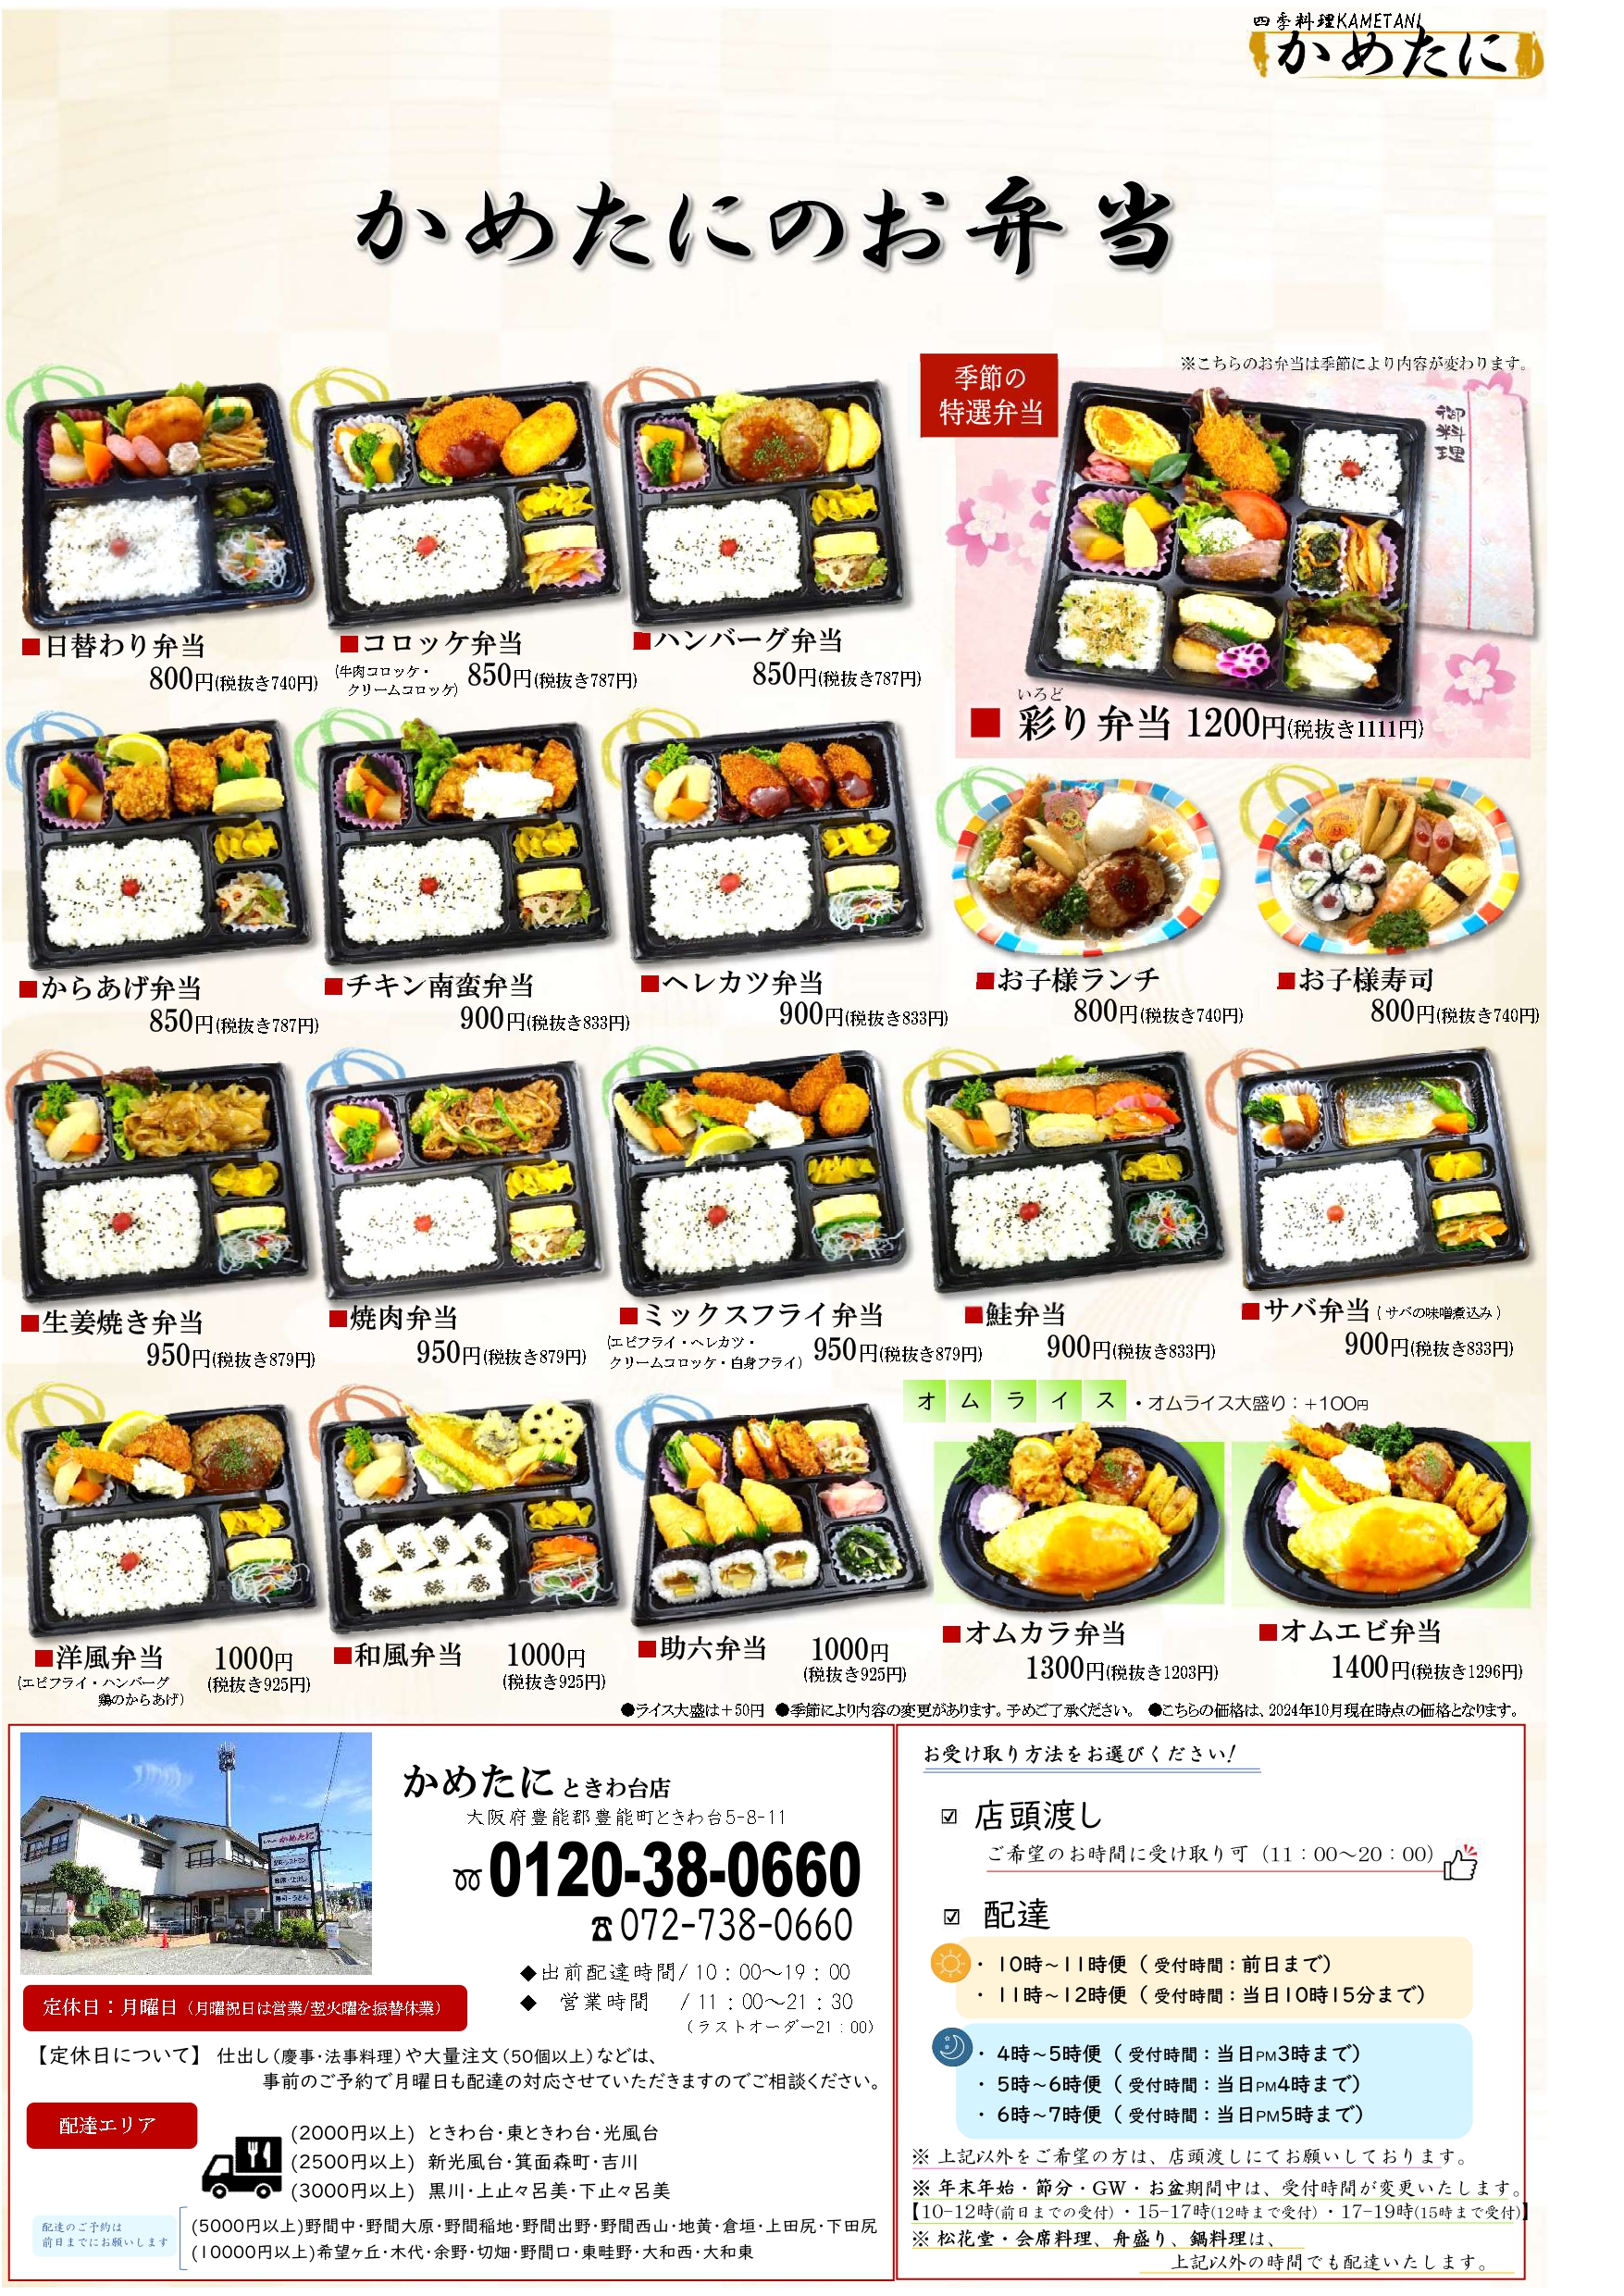 四季料理KAMETANI
かめたに
かめたにのお弁当
※こちらのお弁当は季節により内容が変わります。
季節の
特選弁当
御料理
■日替わり弁当
800円(税抜き740円)
■コロッケ弁当
(牛肉コロッケ・
クリームコロッケ)
850円(税抜き787円)
■ハンバーグ弁当
850円(税抜き787円)
いろど
■ 彩り弁当 1200円(税抜き1111円)
■からあげ弁当
850円(税抜き787円)
■チキン南蛮弁当
900円(税抜き833円)
■ヘレカツ弁当
900円(税抜き833円)
■お子様ランチ
800円(税抜き740円)
■お子様寿司
800円(税抜き740円)
■生姜焼き弁当
950円(税抜き879円)
■焼肉弁当
950円(税抜き879円)
■ミックスフライ弁当
(エビフライ・ヘレカツ・
クリームコロッケ・白身フライ)
950円(税抜き879円)
■鮭弁当
900円(税抜き833円)
■サバ弁当 ( サバの味噌煮込み )
900円(税抜き833円)
オムライス ・オムライス大盛り：+100円
■洋風弁当 1000円
(エビフライ・ハンバーグ
鶏のからあげ)
(税抜き925円)
■和風弁当 1000円
(税抜き925円)
■助六弁当 1000円
(税抜き925円)
■オムカラ弁当
1300円(税抜き1203円)
■オムエビ弁当
1400円(税抜き1296円)
●ライス大盛は＋50円 ●季節により内容の変更があります。予めご了承ください。 ●こちらの価格は、2024年10月現在時点の価格となります。
かめたに
かめたに ときわ台店
大阪府豊能郡豊能町ときわ台5-8-11
0120-38-0660
☎072-738-0660
◆出前配達時間/ 10：00～19：00
◆ 営業時間 / 11：00～21：30
(ラストオーダー21：00)
定休日：月曜日（月曜祝日は営業/翌火曜を振替休業）
【定休日について】 仕出し(慶事・法事料理)や大量注文(50個以上)などは、
事前のご予約で月曜日も配達の対応させていただきますのでご相談ください。
配達エリア
(2000円以上) ときわ台・東ときわ台・光風台
(2500円以上) 新光風台・箕面森町・吉川
(3000円以上) 黒川・上止々呂美・下止々呂美
配達のご予約は
前日までにお願いします
(5000円以上)野間中・野間大原・野間稲地・野間出野・野間西山・地黄・倉垣・上田尻・下田尻
(10000円以上)希望ヶ丘・木代・余野・切畑・野間口・東畦野・大和西・大和東
お受け取り方法をお選びください!
☑ 店頭渡し
ご希望のお時間に受け取り可（11：00～20：00）
☑ 配達
・ 10時～11時便（ 受付時間：前日まで）
・ 11時～12時便（ 受付時間：当日10時15分まで）
・ 4時～5時便（ 受付時間：当日PM3時まで）
・ 5時～6時便（ 受付時間：当日PM4時まで）
・ 6時～7時便（ 受付時間：当日PM5時まで）
※ 上記以外をご希望の方は、店頭渡しにてお願いしております。
※ 年末年始・節分・GW・お盆期間中は、受付時間が変更いたします。
【10-12時(前日までの受付)・15-17時(12時まで受付)・17-19時(15時まで受付)】
※ 松花堂・会席料理、舟盛り、鍋料理は、
上記以外の時間でも配達いたします。